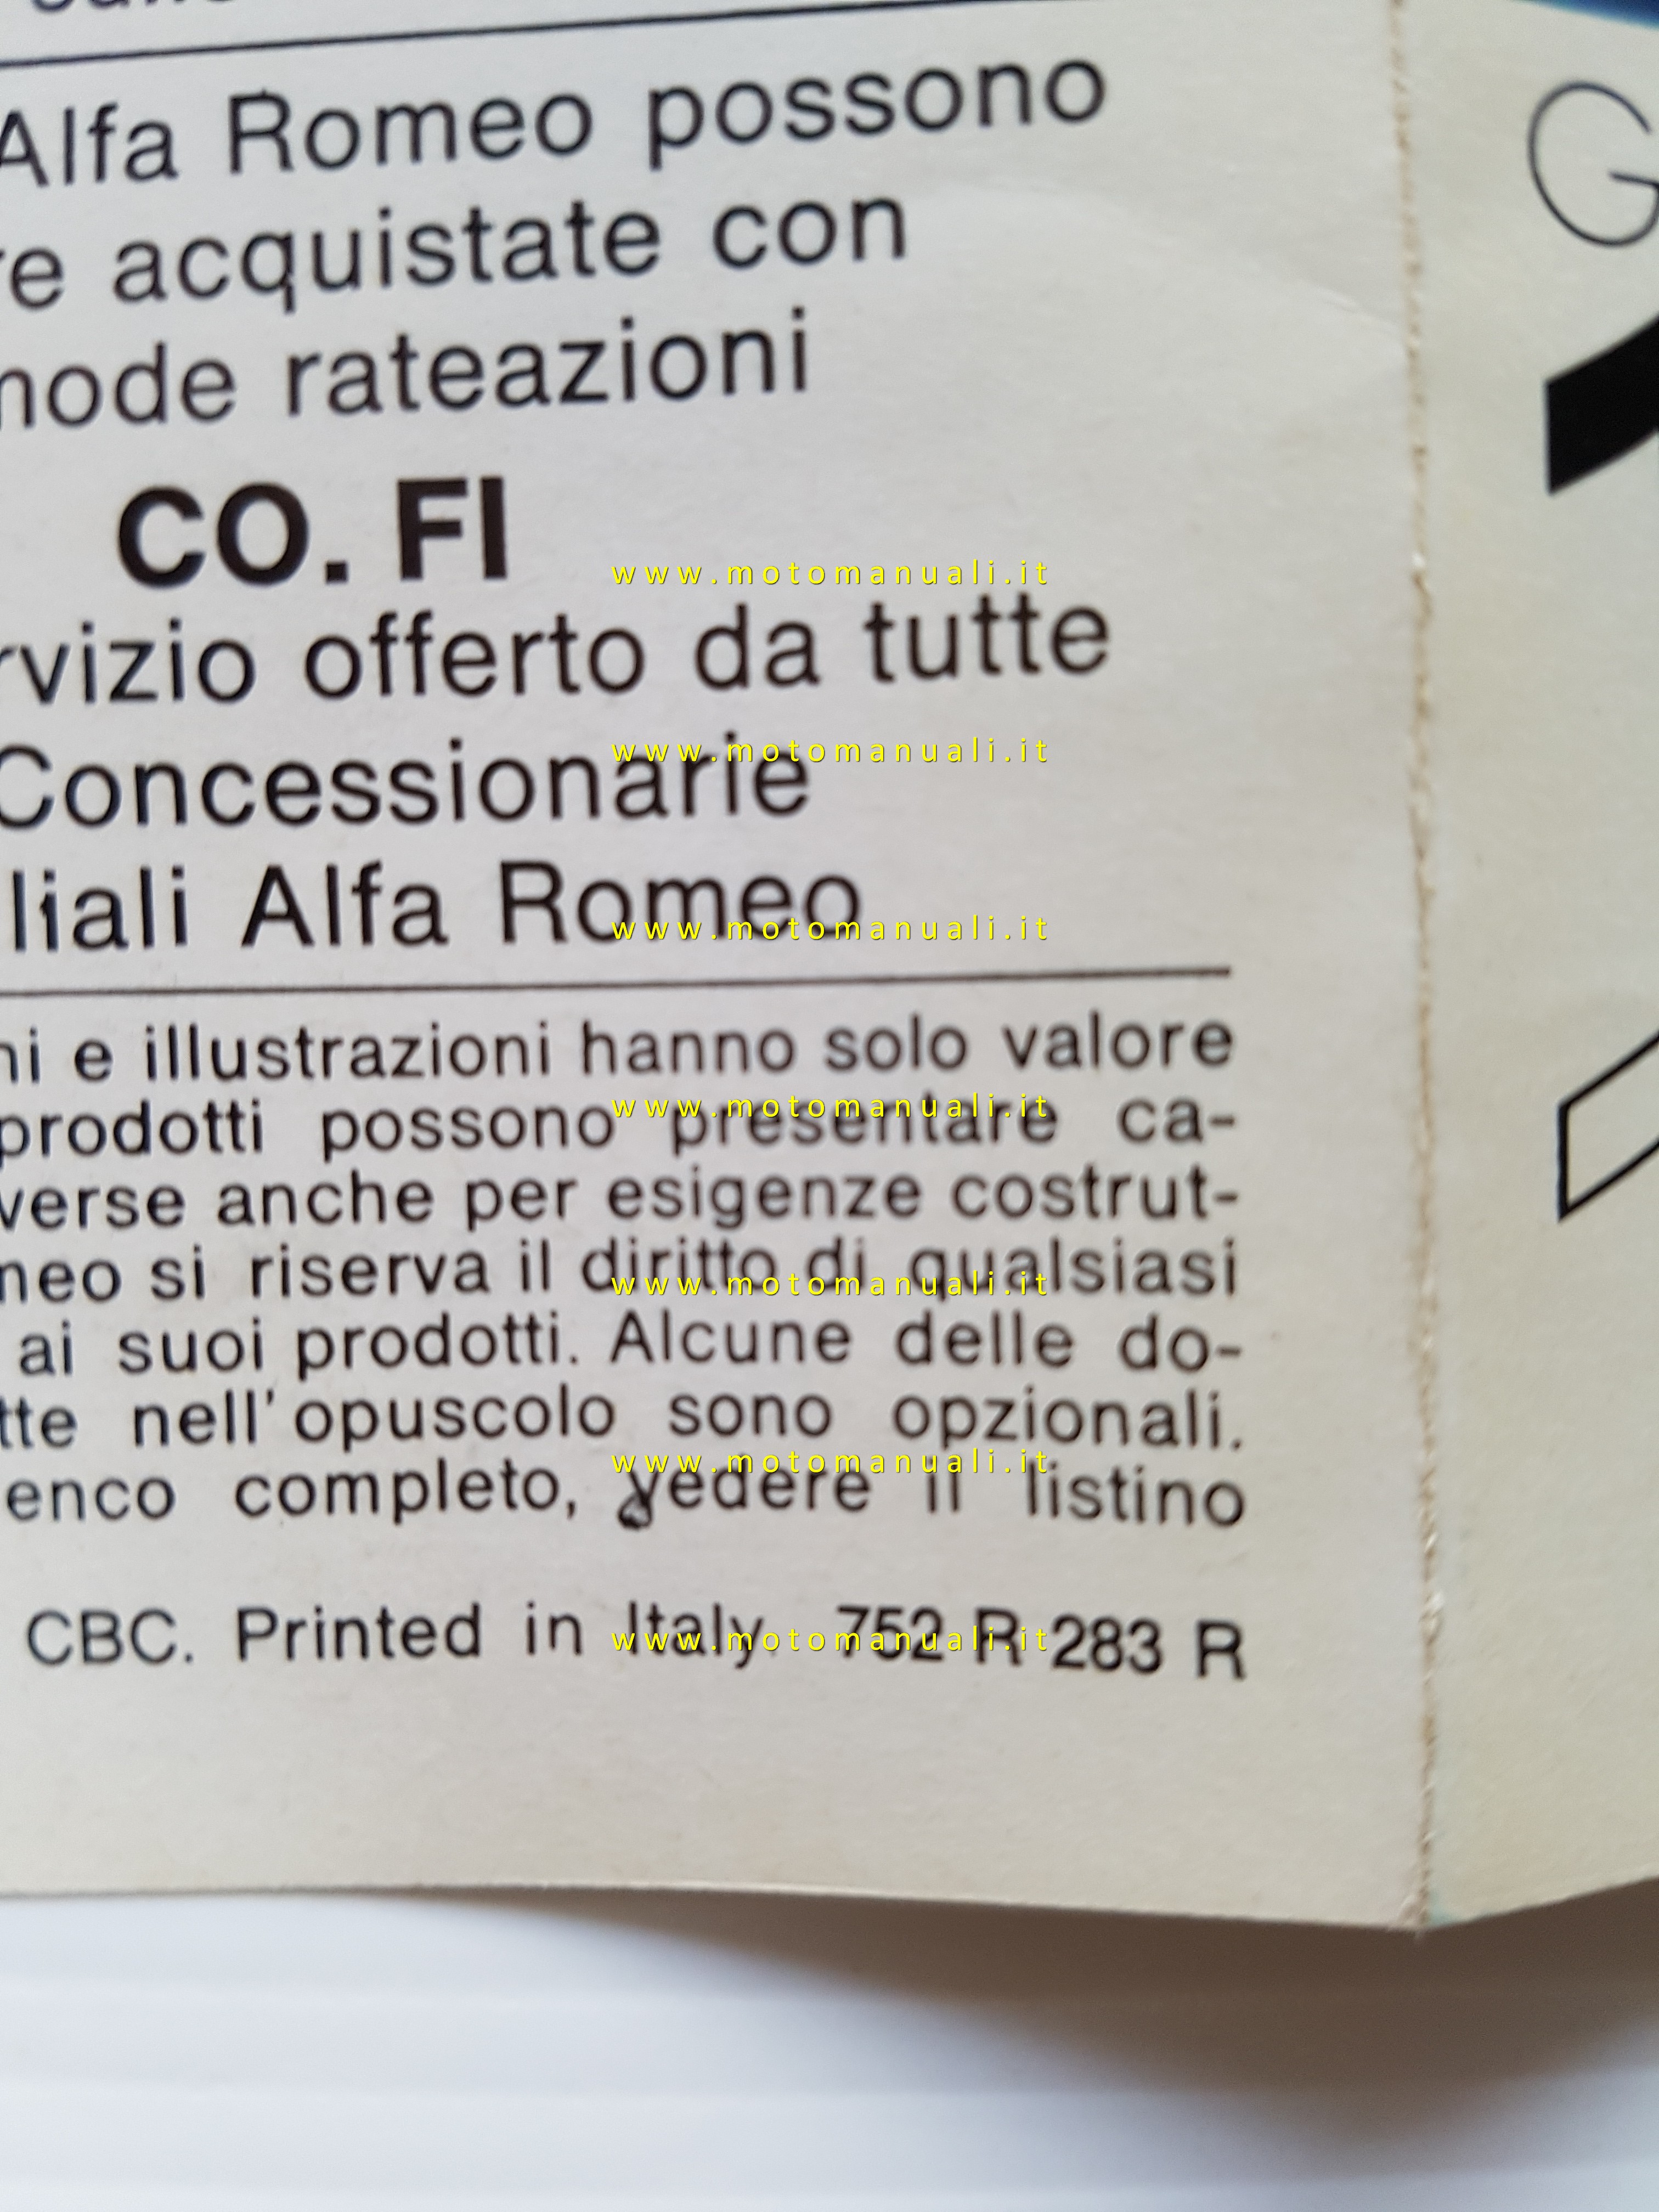 Alfa Romeo possono
re acquistate con
mode rateazioni
CO. FI
rvizio offerto da tutte
Concessionarie
liali Alfa Romeo
ni e illustrazioni hanno solo valore
prodotti possono presentare ca-
verse anche per esigenze costrut-
meo si riserva il diritto di qualsiasi
ai suoi prodotti. Alcune delle do-
tte nell'opuscolo sono opzionali.
enco completo, vedere il listino
CBC. Printed in Italy. 752 R 283 R
G
www.motomanuali.it
www.motomanuali.it
www.motomanuali.it
www.motomanuali.it
www.motomanuali.it
www.motomanuali.it
www.motomanuali.it